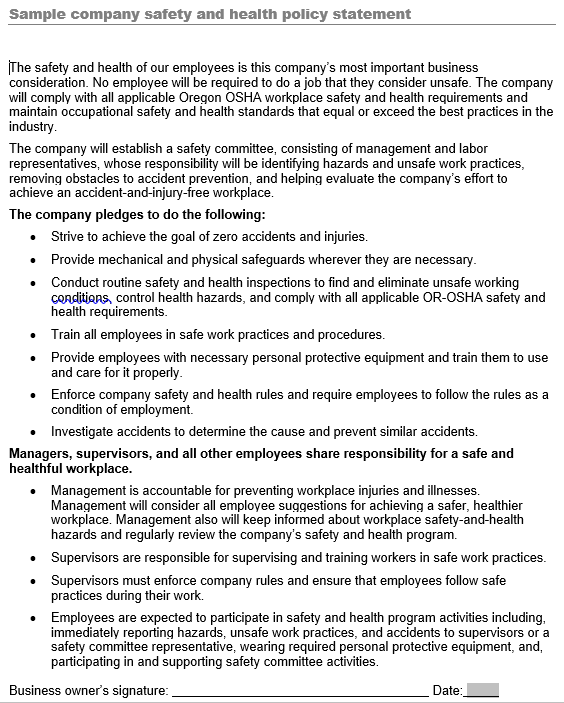 Sample company safety and health policy statement
The safety and health of our employees is this company's most important business
consideration. No employee will be required to do a job that they consider unsafe. The company
will comply with all applicable Oregon OSHA workplace safety and health requirements and
maintain occupational safety and health standards that equal or exceed the best practices in the
industry.
The company will establish a safety committee, consisting of management and labor
representatives, whose responsibility will be identifying hazards and unsafe work practices,
removing obstacles to accident prevention, and helping evaluate the company's effort to
achieve an accident-and-injury-free workplace.
The company pledges to do the following:
• Strive to achieve the goal of zero accidents and injuries.
• Provide mechanical and physical safeguards wherever they are necessary.
• Conduct routine safety and health inspections to find and eliminate unsafe working
conditions, control health hazards, and comply with all applicable OR-OSHA safety and
health requirements.
• Train all employees in safe work practices and procedures.
• Provide employees with necessary personal protective equipment and train them to use
and care for it properly.
• Enforce company safety and health rules and require employees to follow the rules as a
condition of employment.
• Investigate accidents to determine the cause and prevent similar accidents.
Managers, supervisors, and all other employees share responsibility for a safe and
healthful workplace.
• Management is accountable for preventing workplace injuries and illnesses.
Management will consider all employee suggestions for achieving a safer, healthier
workplace. Management also will keep informed about workplace safety-and-health
hazards and regularly review the company's safety and health program.
• Supervisors are responsible for supervising and training workers in safe work practices.
• Supervisors must enforce company rules and ensure that employees follow safe
practices during their work.
• Employees are expected to participate in safety and health program activities including,
immediately reporting hazards, unsafe work practices, and accidents to supervisors or a
safety committee representative, wearing required personal protective equipment, and,
participating in and supporting safety committee activities.
Business owner's signature: ______________________ Date:_____